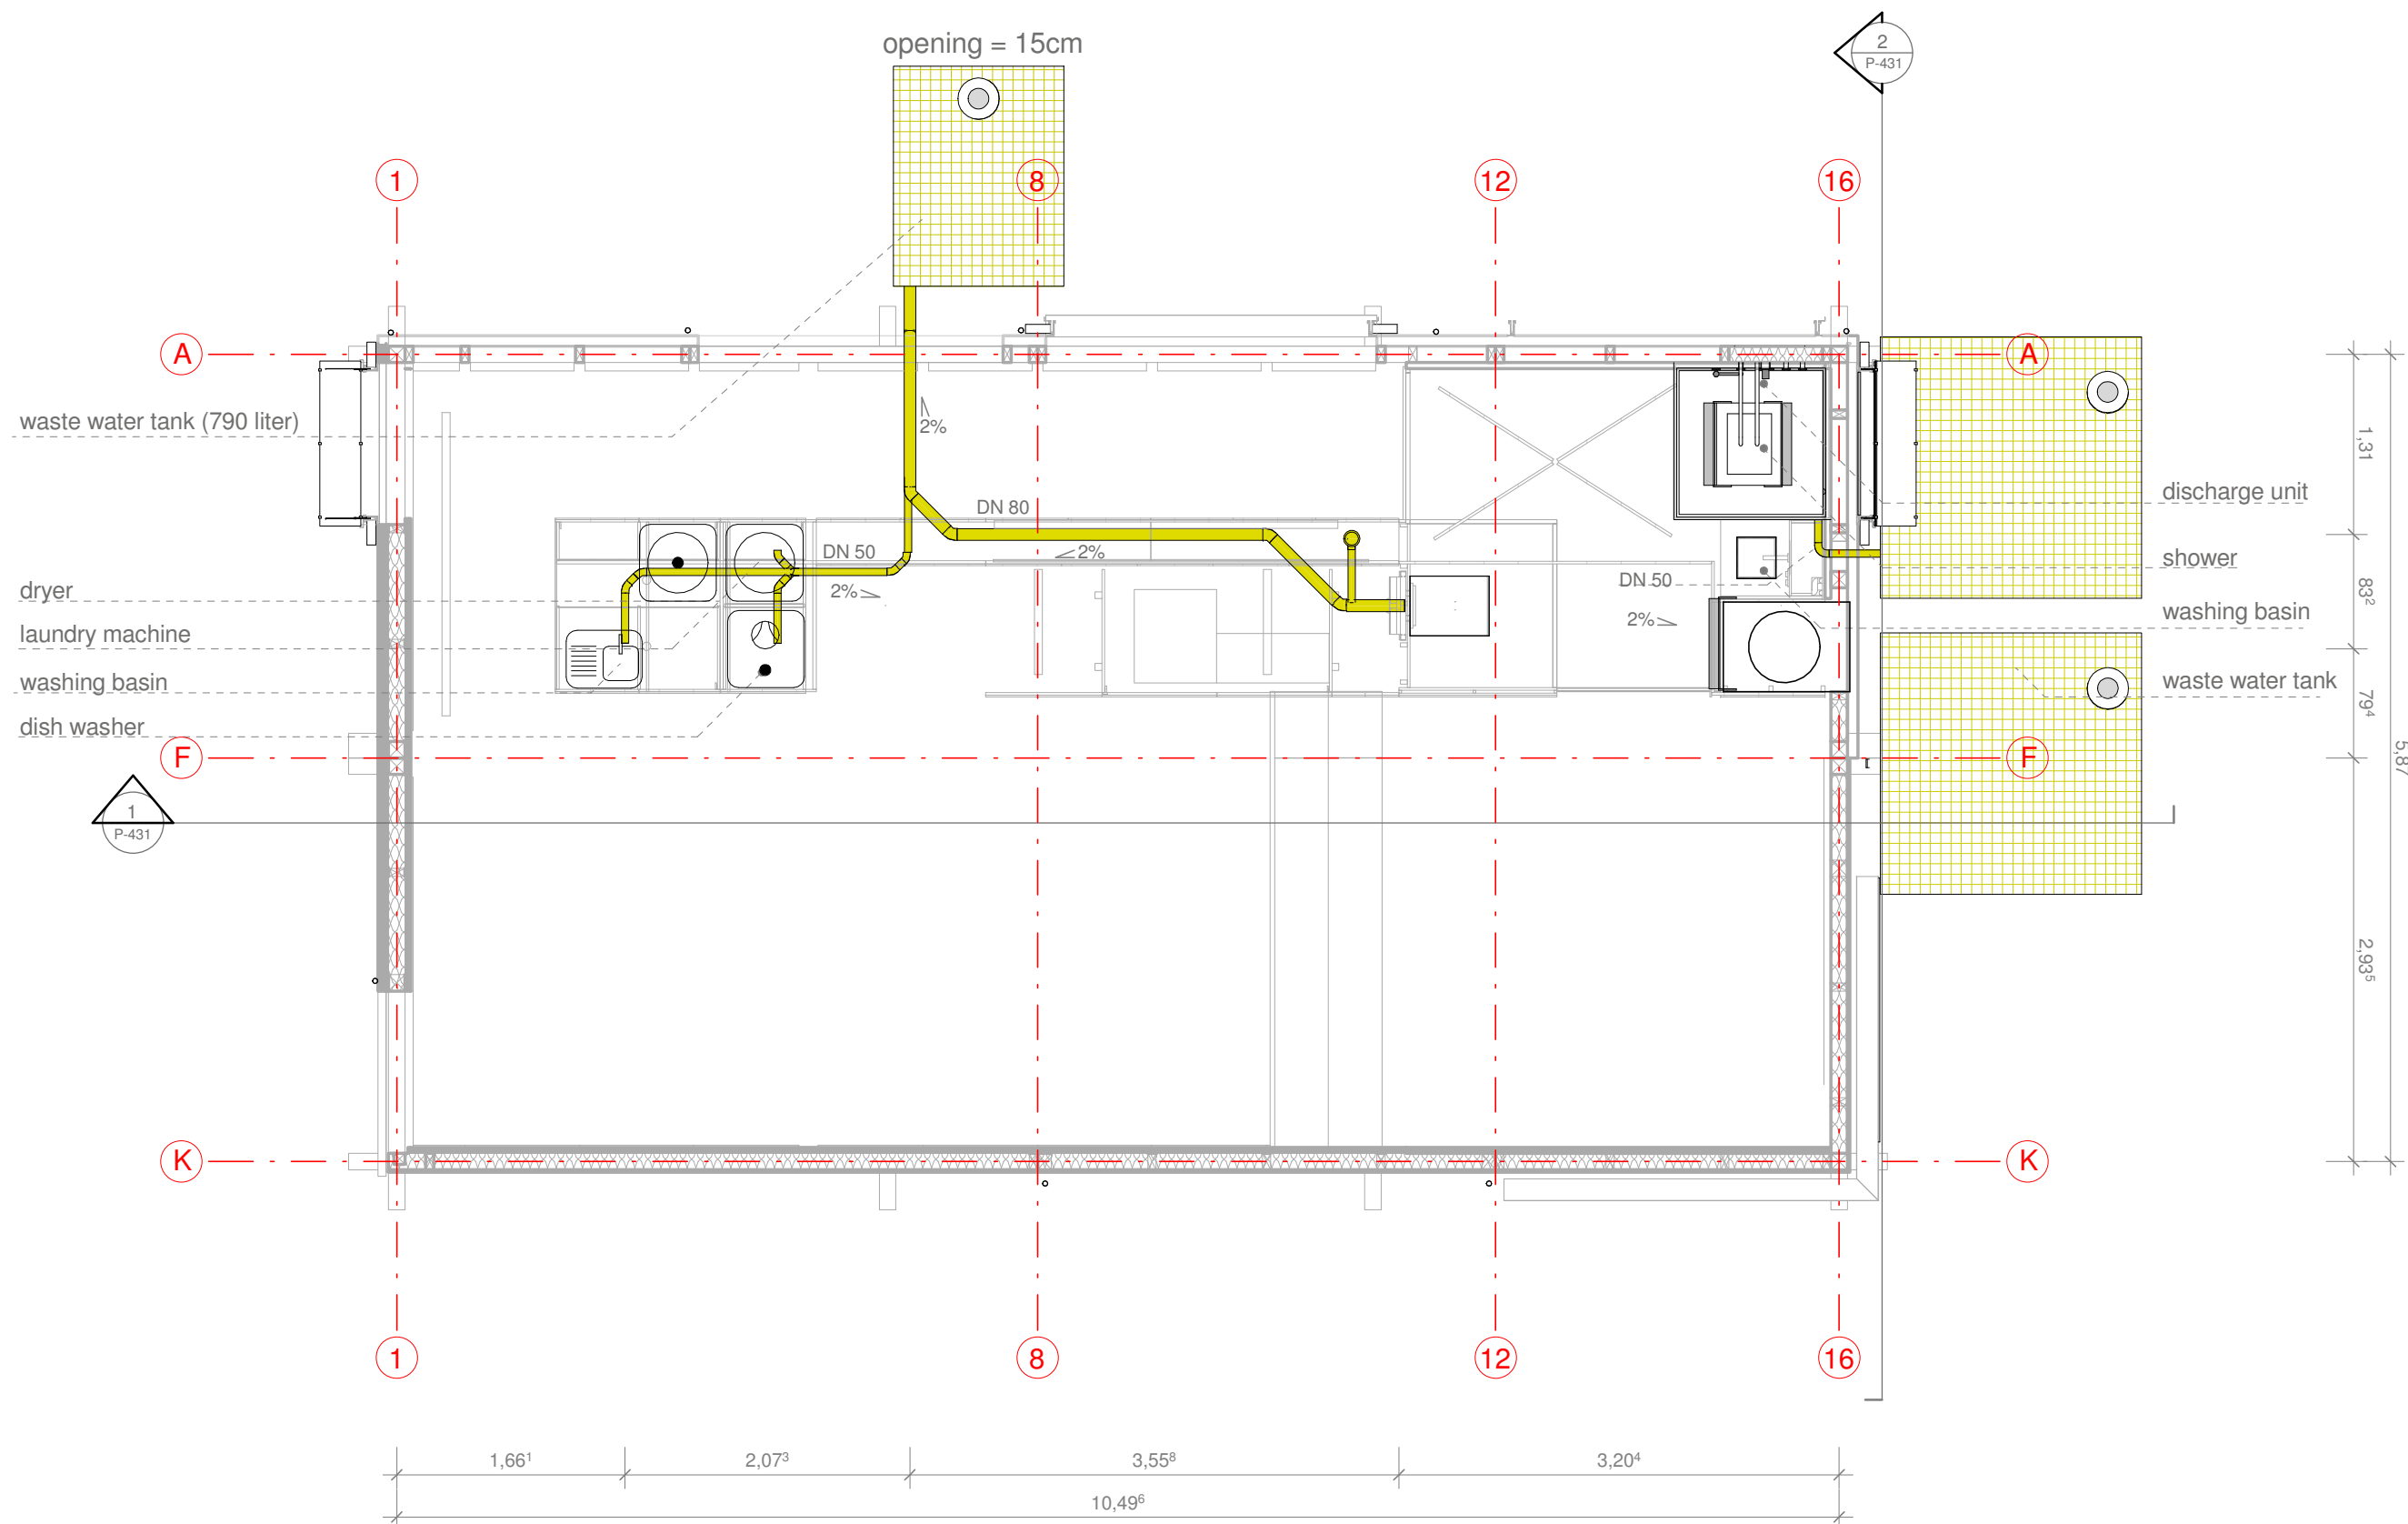 opening = 15cm
2
P-431
1
8
12
16
A
A
waste water tank (790 liter)
2%
1,31
discharge unit
DN 80
DN 50
2%
shower
DN 50
83²
dryer
2%
2%
washing basin
laundry machine
washing basin
waste water tank
79⁴
dish washer
5,87
F
F
1
P-431
2,93⁵
K
K
1
8
12
16
1,66¹
2,07³
3,55⁸
3,20⁴
10,49⁶